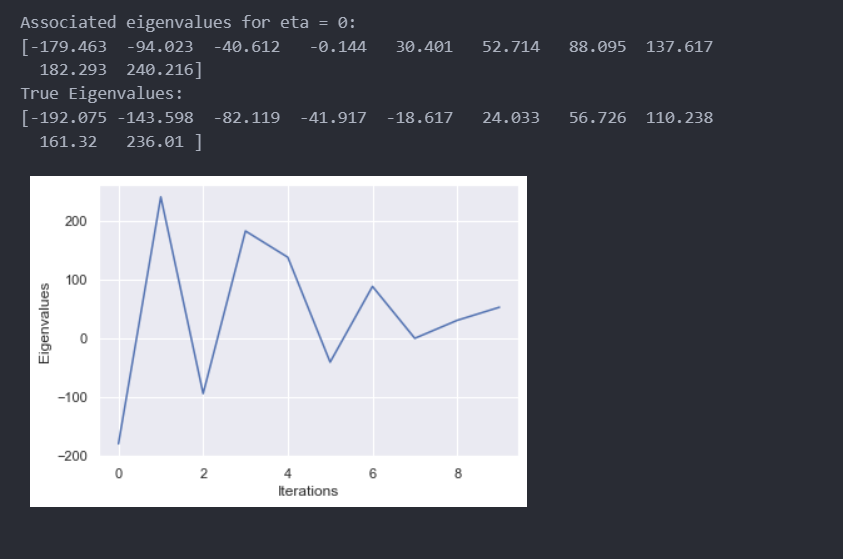 Associated eigenvalues for eta = 0:
[-179.463 -94.023 -40.612 -0.144 30.401 52.714 88.095 137.617
182.293 240.216]
True Eigenvalues:
[-192.075 -143.598 -82.119 -41.917 -18.617 24.033 56.726 110.238
161.32 236.01 ]
200
100
0
−100
−200
Eigenvalues
0 2 4 6 8
Iterations